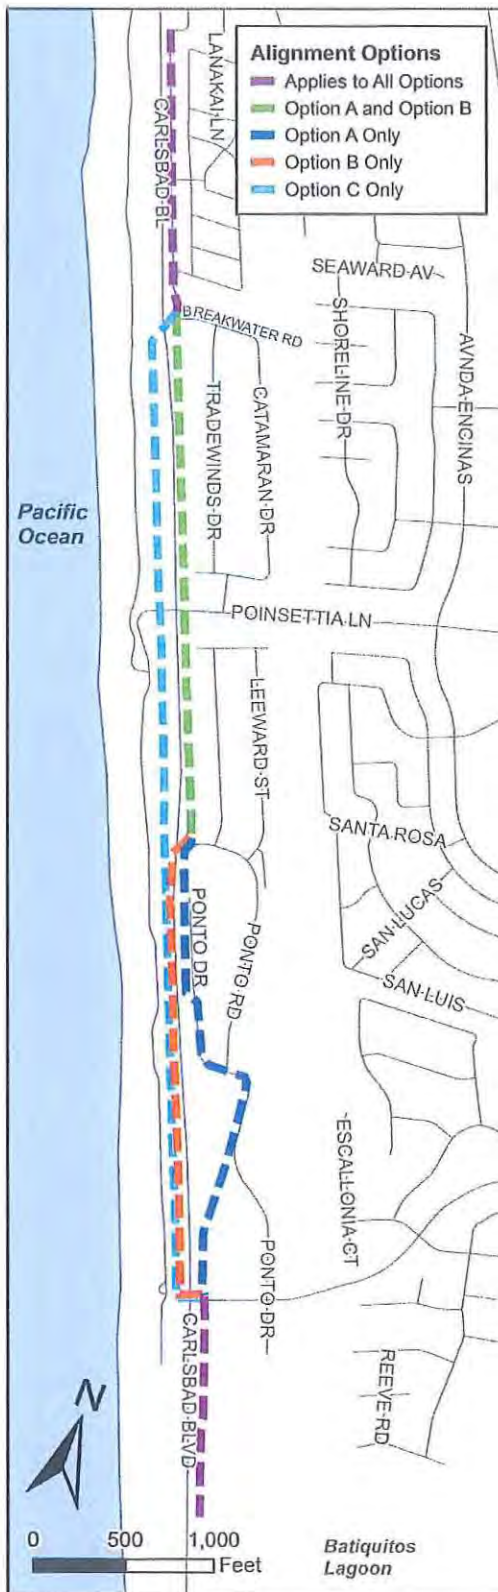 Alignment Options
Applies to All Options
Option A and Option B
Option A Only
Option B Only
Option C Only
LANAKAI LN
CARLSBAD BL
SEAWARD AV
BREAKWATER RD
SHORELINE DR
AVNDA ENCINAS
TRADEWINDS DR
CATAMARAN DR
Pacific
Ocean
POINSETTIA LN
LEEWARD ST
SANTA ROSA
SAN LUCAS
PONTO DR
PONTO RD
SAN LUIS
ESCALLONIA CT
PONTO DR
CARLSBAD BLVD
REEVE RD
N
0 500 1,000
Feet
Batiquitos
Lagoon